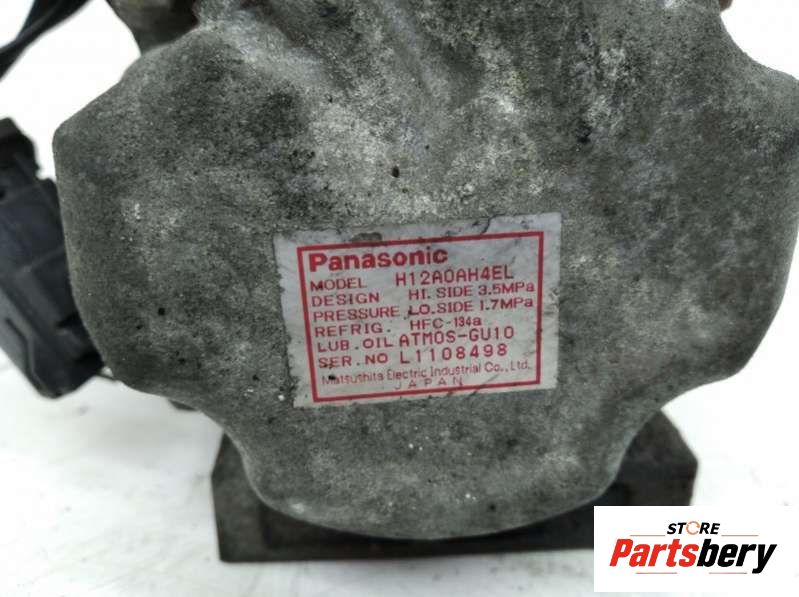 Panasonic
MODEL H12A0AH4EL
DESIGN HI. SIDE 3.5MPa
PRESSURE LO. SIDE 1.7MPa
REFRIG. HFC-134a
LUB. OIL ATMOS-GU10
SER. NO L1108498
Matsushita Electric Industrial Co., Ltd.
JAPAN
STORE
Partsbery